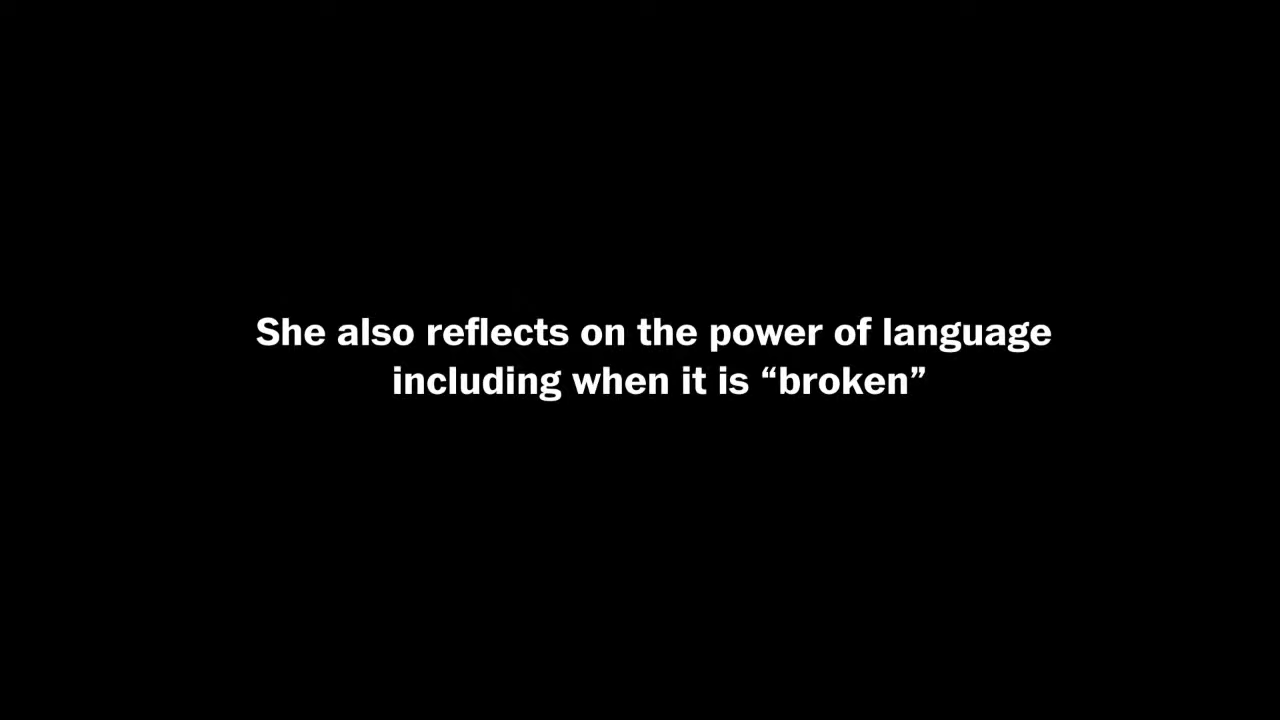 She also reflects on the power of language
including when it is “broken”